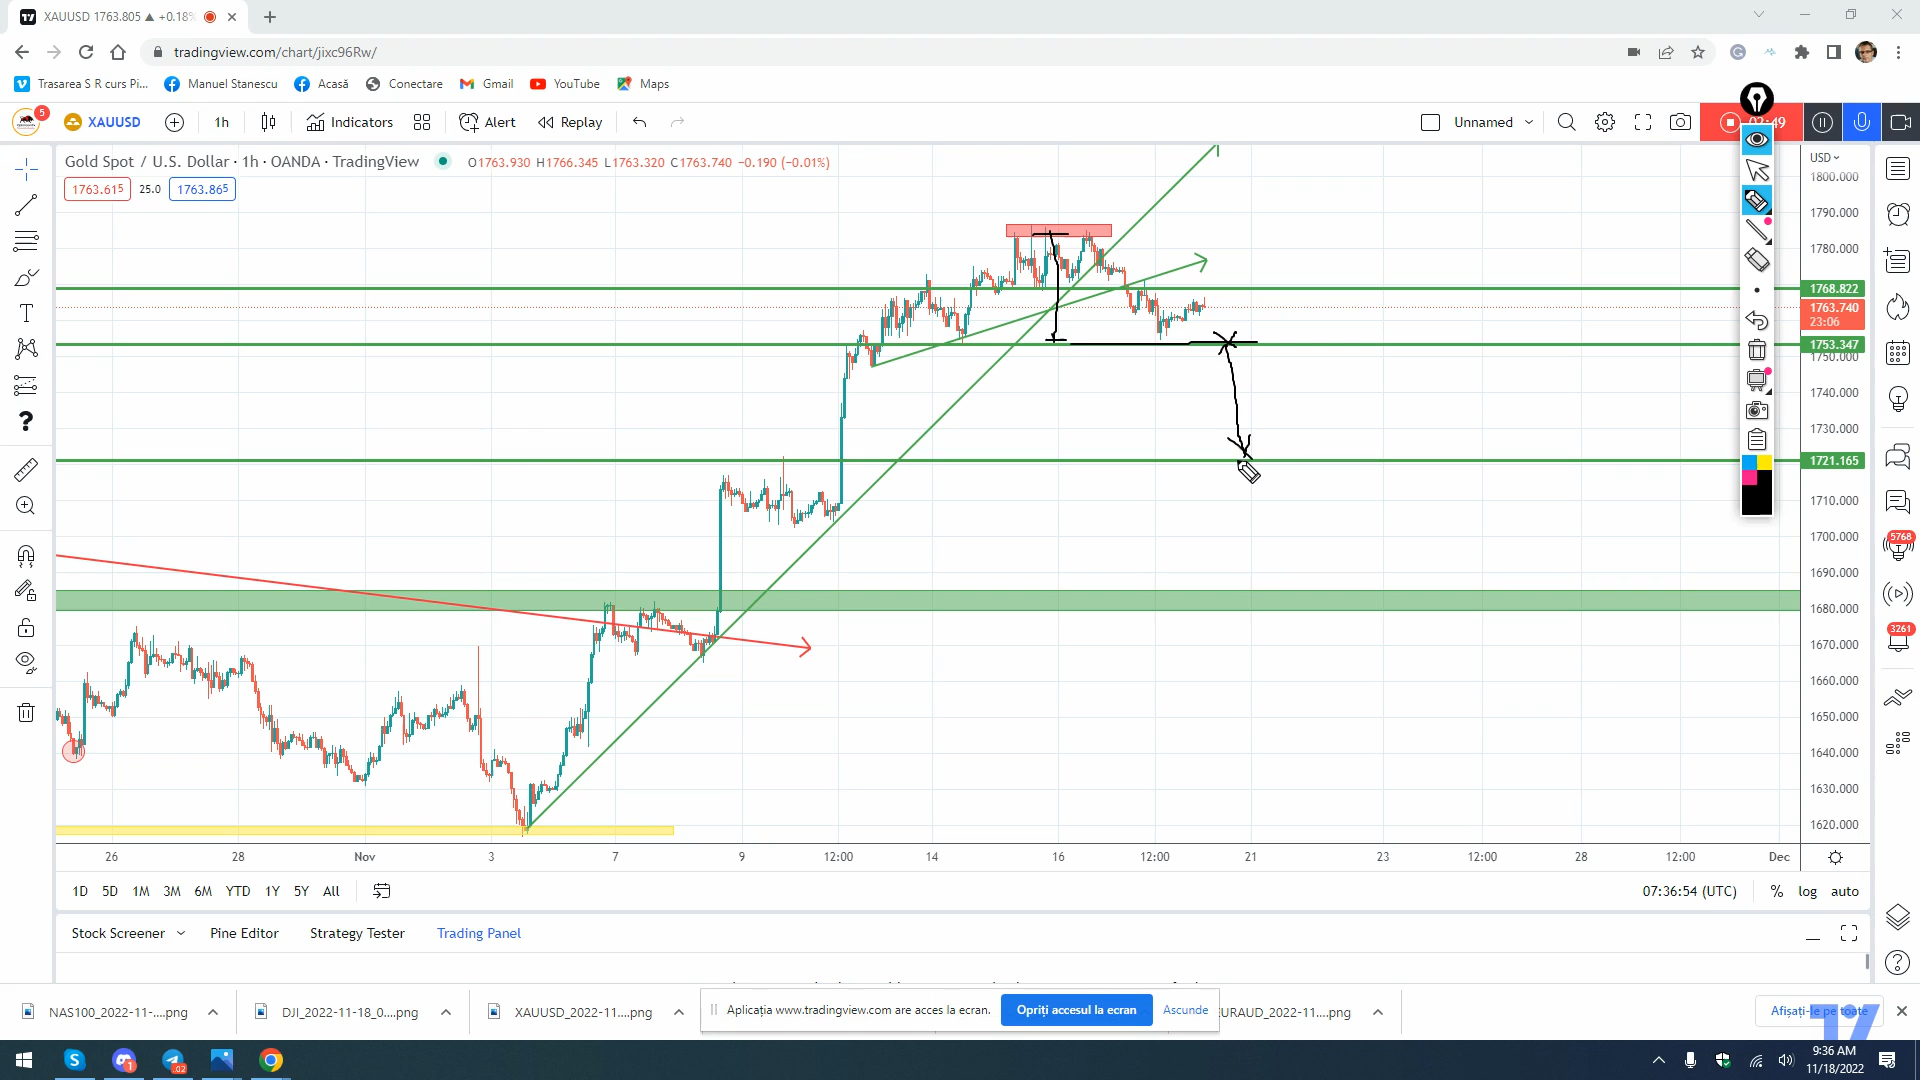 XAUUSD 1763.805 ▲ +0.18%
tradingview.com/chart/jixc96Rw/
Trasarea S R curs Pi...
Manuel Stanescu
Acasă
Conectare
Gmail
YouTube
Maps
5
XAUUSD
1h
Indicators
Alert
Replay
Unnamed
Gold Spot / U.S. Dollar · 1h · OANDA · TradingView
O1763.930 H1766.345 L1763.320 C1763.740 −0.190 (−0.01%)
1763.615
25.0
1763.865
USD
1800.000
1790.000
1780.000
1768.822
1763.740
23:06
1753.347
1750.000
1740.000
1730.000
1721.165
1710.000
1700.000
1690.000
1680.000
1670.000
1660.000
1650.000
1640.000
1630.000
1620.000
5768
3261
26 28 Nov 3 7 9 12:00 14 16 12:00 21 23 12:00 28 12:00 Dec
1D 5D 1M 3M 6M YTD 1Y 5Y All
07:36:54 (UTC)
% log auto
Stock Screener
Pine Editor
Strategy Tester
Trading Panel
NAS100_2022-11-....png
DJI_2022-11-18_0....png
XAUUSD_2022-11....png
Aplicația www.tradingview.com are acces la ecran.
Opriți accesul la ecran
Ascunde
URAUD_2022-11....png
Afișați-le pe toate
9:36 AM
11/18/2022